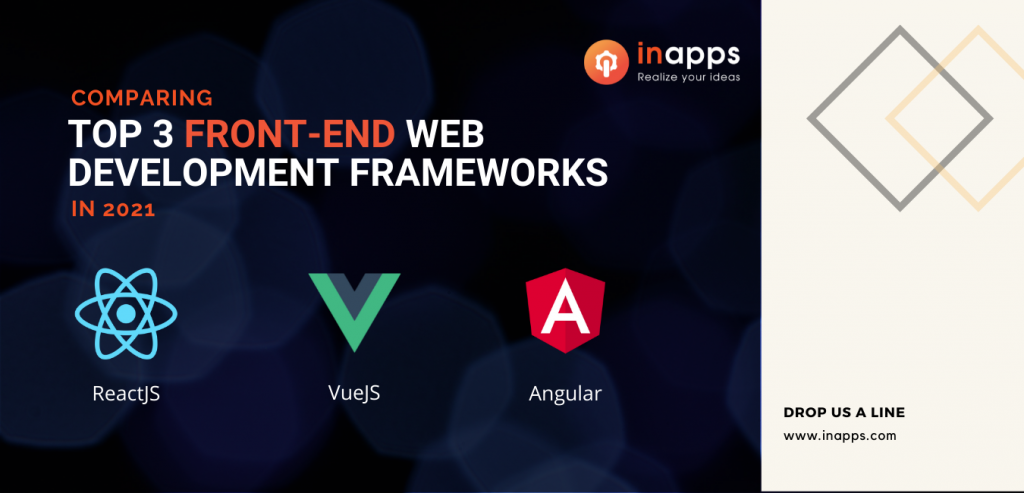 inapps
Realize your ideas
COMPARING
TOP 3 FRONT-END WEB
DEVELOPMENT FRAMEWORKS
IN 2021
A
ReactJS
VueJS
Angular
DROP US A LINE
www.inapps.com